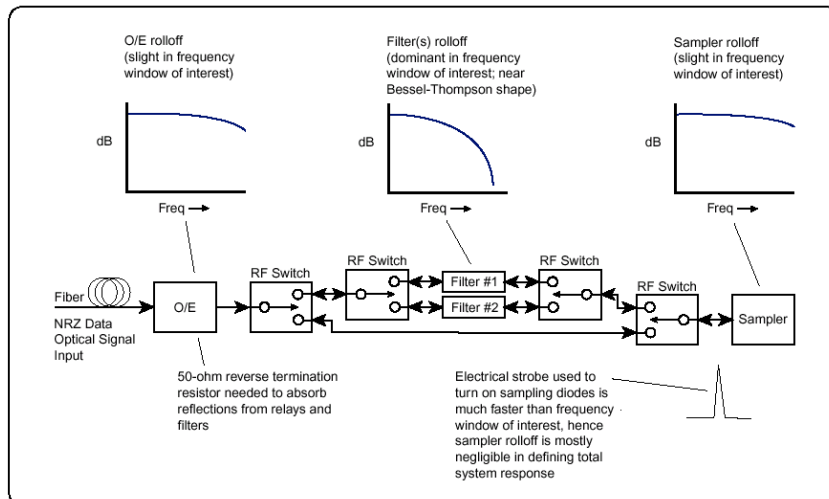 O/E rolloff
(slight in frequency
window of interest)
Filter(s) rolloff
(dominant in frequency
window of interest; near
Bessel-Thompson shape)
Sampler rolloff
(slight in frequency
window of interest)
dB
Freq
dB
Freq
dB
Freq
Fiber
NRZ Data
Optical Signal
Input
O/E
RF Switch
RF Switch
Filter #1
Filter #2
RF Switch
RF Switch
Sampler
50-ohm reverse termination
resistor needed to absorb
reflections from relays and
filters
Electrical strobe used to
turn on sampling diodes is
much faster than frequency
window of interest, hence
sampler rolloff is mostly
negligible in defining total
system response